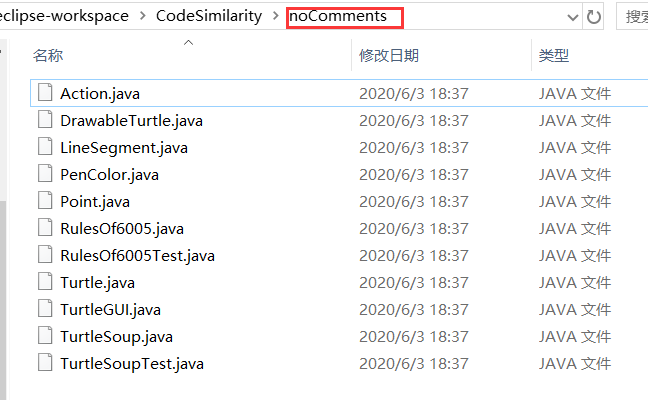 eclipse-workspace > CodeSimilarity > noComments 搜索
名称 修改日期 类型
Action.java 2020/6/3 18:37 JAVA 文件
DrawableTurtle.java 2020/6/3 18:37 JAVA 文件
LineSegment.java 2020/6/3 18:37 JAVA 文件
PenColor.java 2020/6/3 18:37 JAVA 文件
Point.java 2020/6/3 18:37 JAVA 文件
RulesOf6005.java 2020/6/3 18:37 JAVA 文件
RulesOf6005Test.java 2020/6/3 18:37 JAVA 文件
Turtle.java 2020/6/3 18:37 JAVA 文件
TurtleGUI.java 2020/6/3 18:37 JAVA 文件
TurtleSoup.java 2020/6/3 18:37 JAVA 文件
TurtleSoupTest.java 2020/6/3 18:37 JAVA 文件